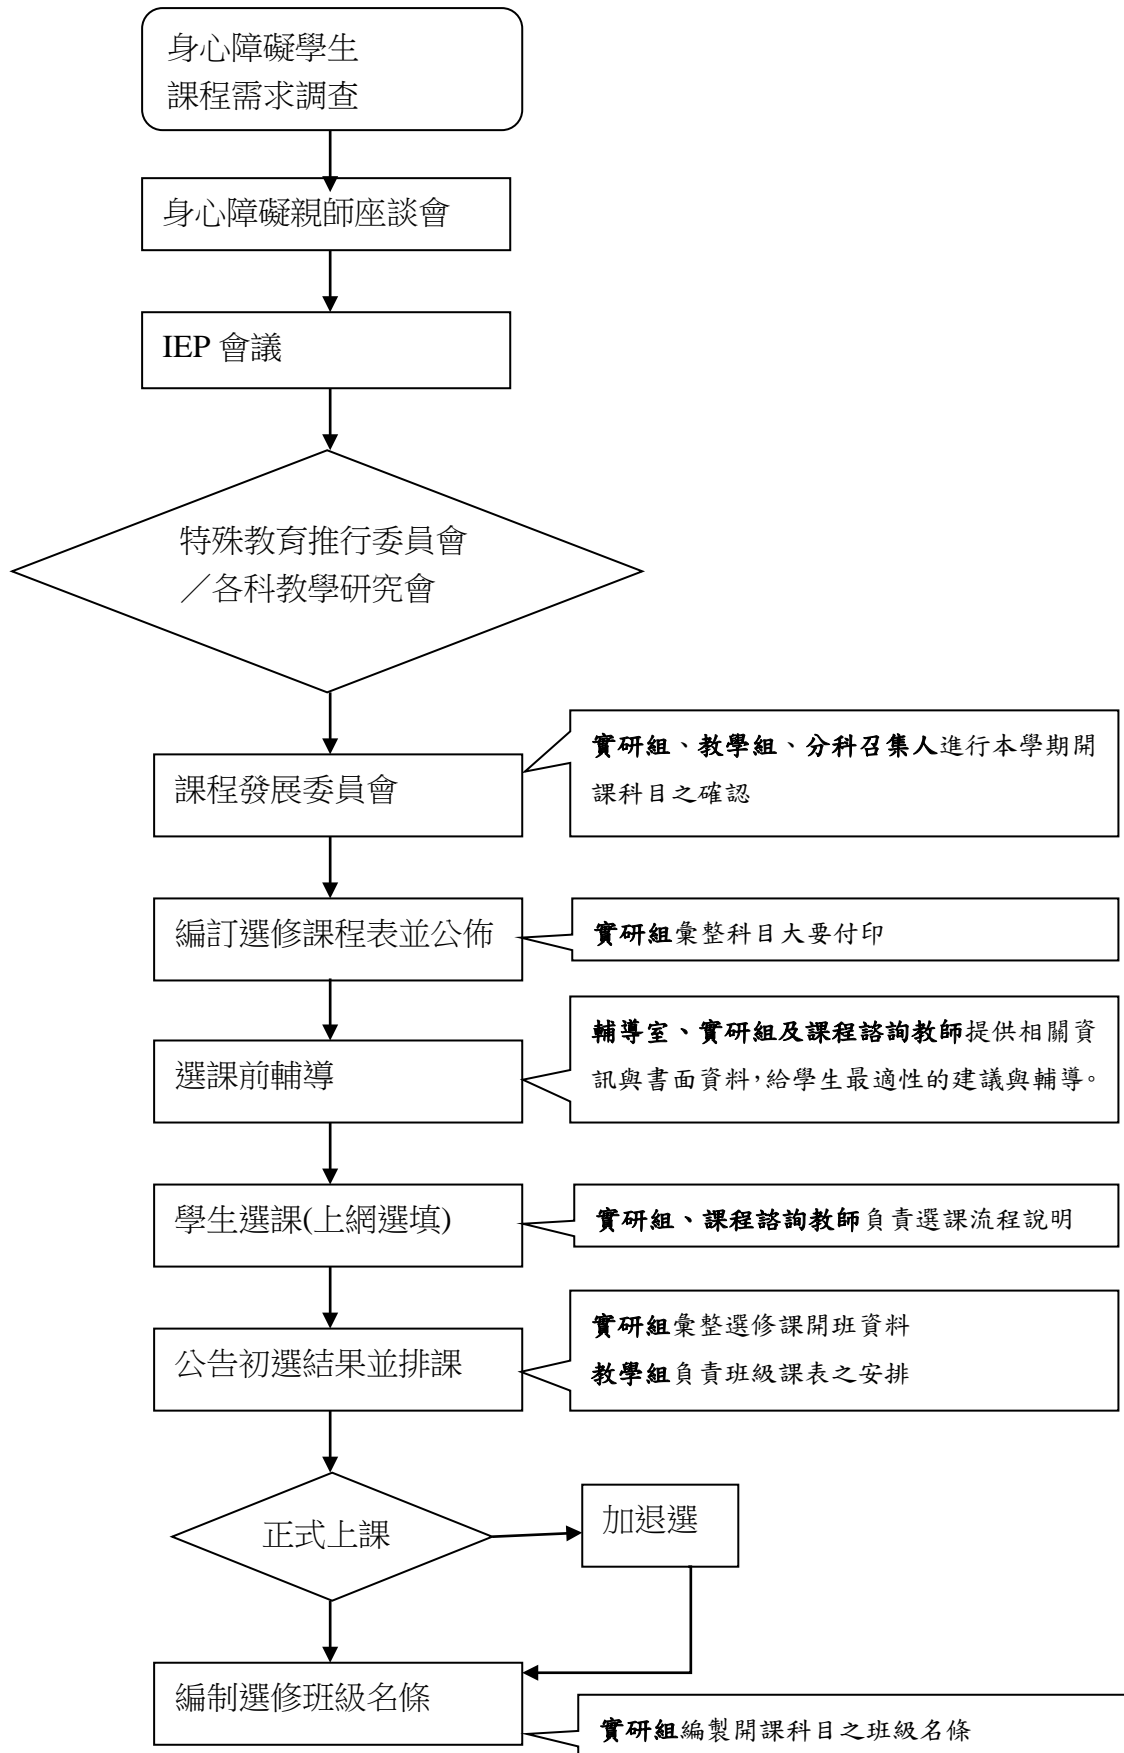 身心障礙學生
課程需求調查
身心障礙親師座談會
IEP 會議
特殊教育推行委員會
／各科教學研究會
課程發展委員會
實研組、教學組、分科召集人進行本學期開
課科目之確認
編訂選修課程表並公佈
實研組彙整科目大要付印
選課前輔導
輔導室、實研組及課程諮詢教師提供相關資
訊與書面資料，給學生最適性的建議與輔導。
學生選課(上網選填)
實研組、課程諮詢教師負責選課流程說明
公告初選結果並排課
實研組彙整選修課開班資料
教學組負責班級課表之安排
正式上課
加退選
編制選修班級名條
實研組編製開課科目之班級名條